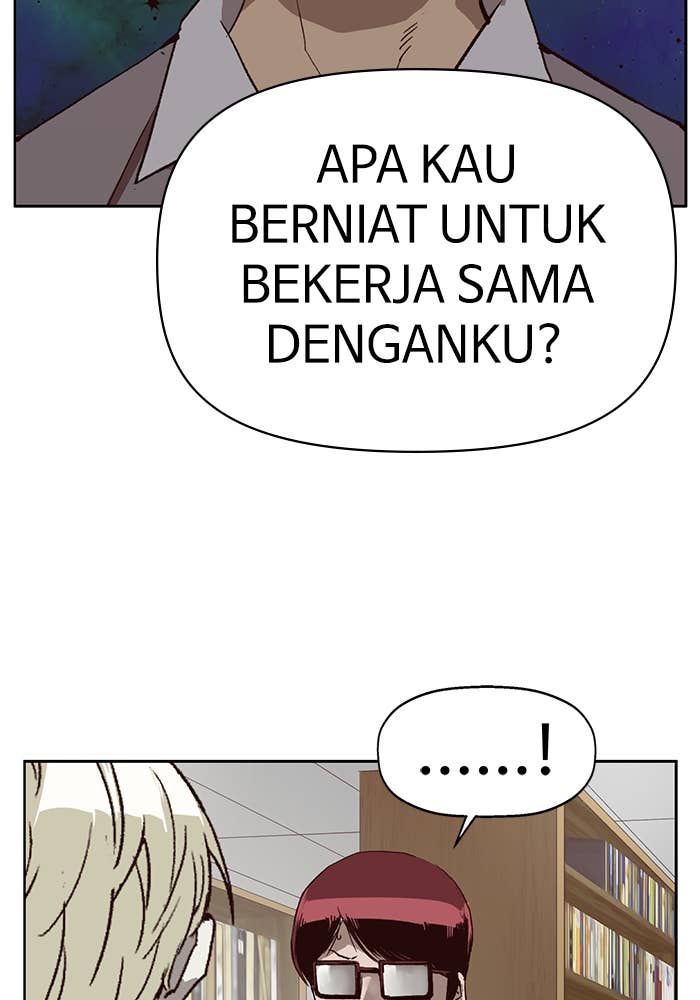 APA KAU
BERNIAT UNTUK
BEKERJA SAMA
DENGANKU?
......!